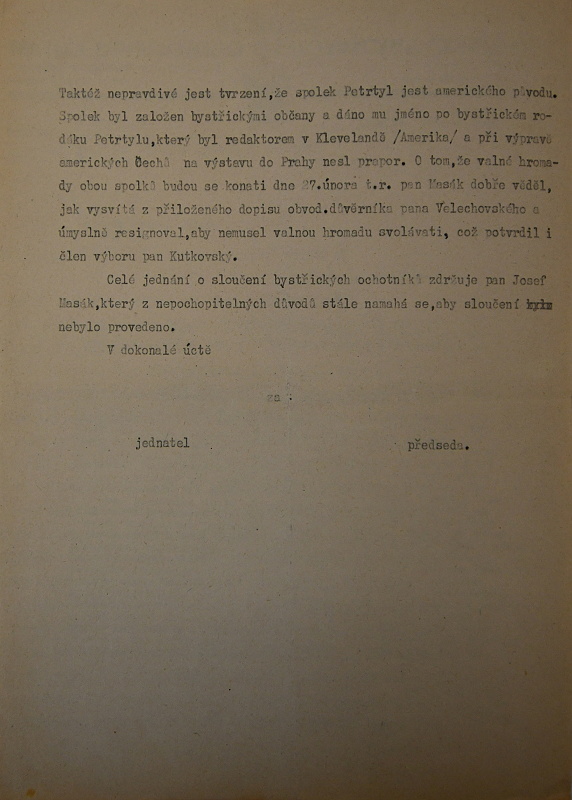 Taktéž nepravdivé jest tvrzení,že spolek Petrtyl jest amerického původu.
Spolek byl založen bystřickými občany a dáno mu jméno po bystřickém ro-
dáku Petrtylu,který byl redaktorem v Klevelandě /Amerika/ a při výpravě
amerických Čechů na výstavu do Prahy nesl prapor. O tom,že valné hroma-
dy obou spolků budou se konati dne 27.února t.r. pan Masák dobře věděl,
jak vysvítá z přiloženého dopisu obvod.důvěrníka pana Velechovského a
úmyslně resignoval,aby nemusel valnou hromadu svolávati, což potvrdil i
člen výboru pan Kutkovský.
Celé jednání o sloučení bystřických ochotníků zdržuje pan Josef
Masák,který z nepochopitelných důvodů stále namahá se,aby sloučení
nebylo provedeno.
V dokonalé úctě
za :
jednatel . předseda.